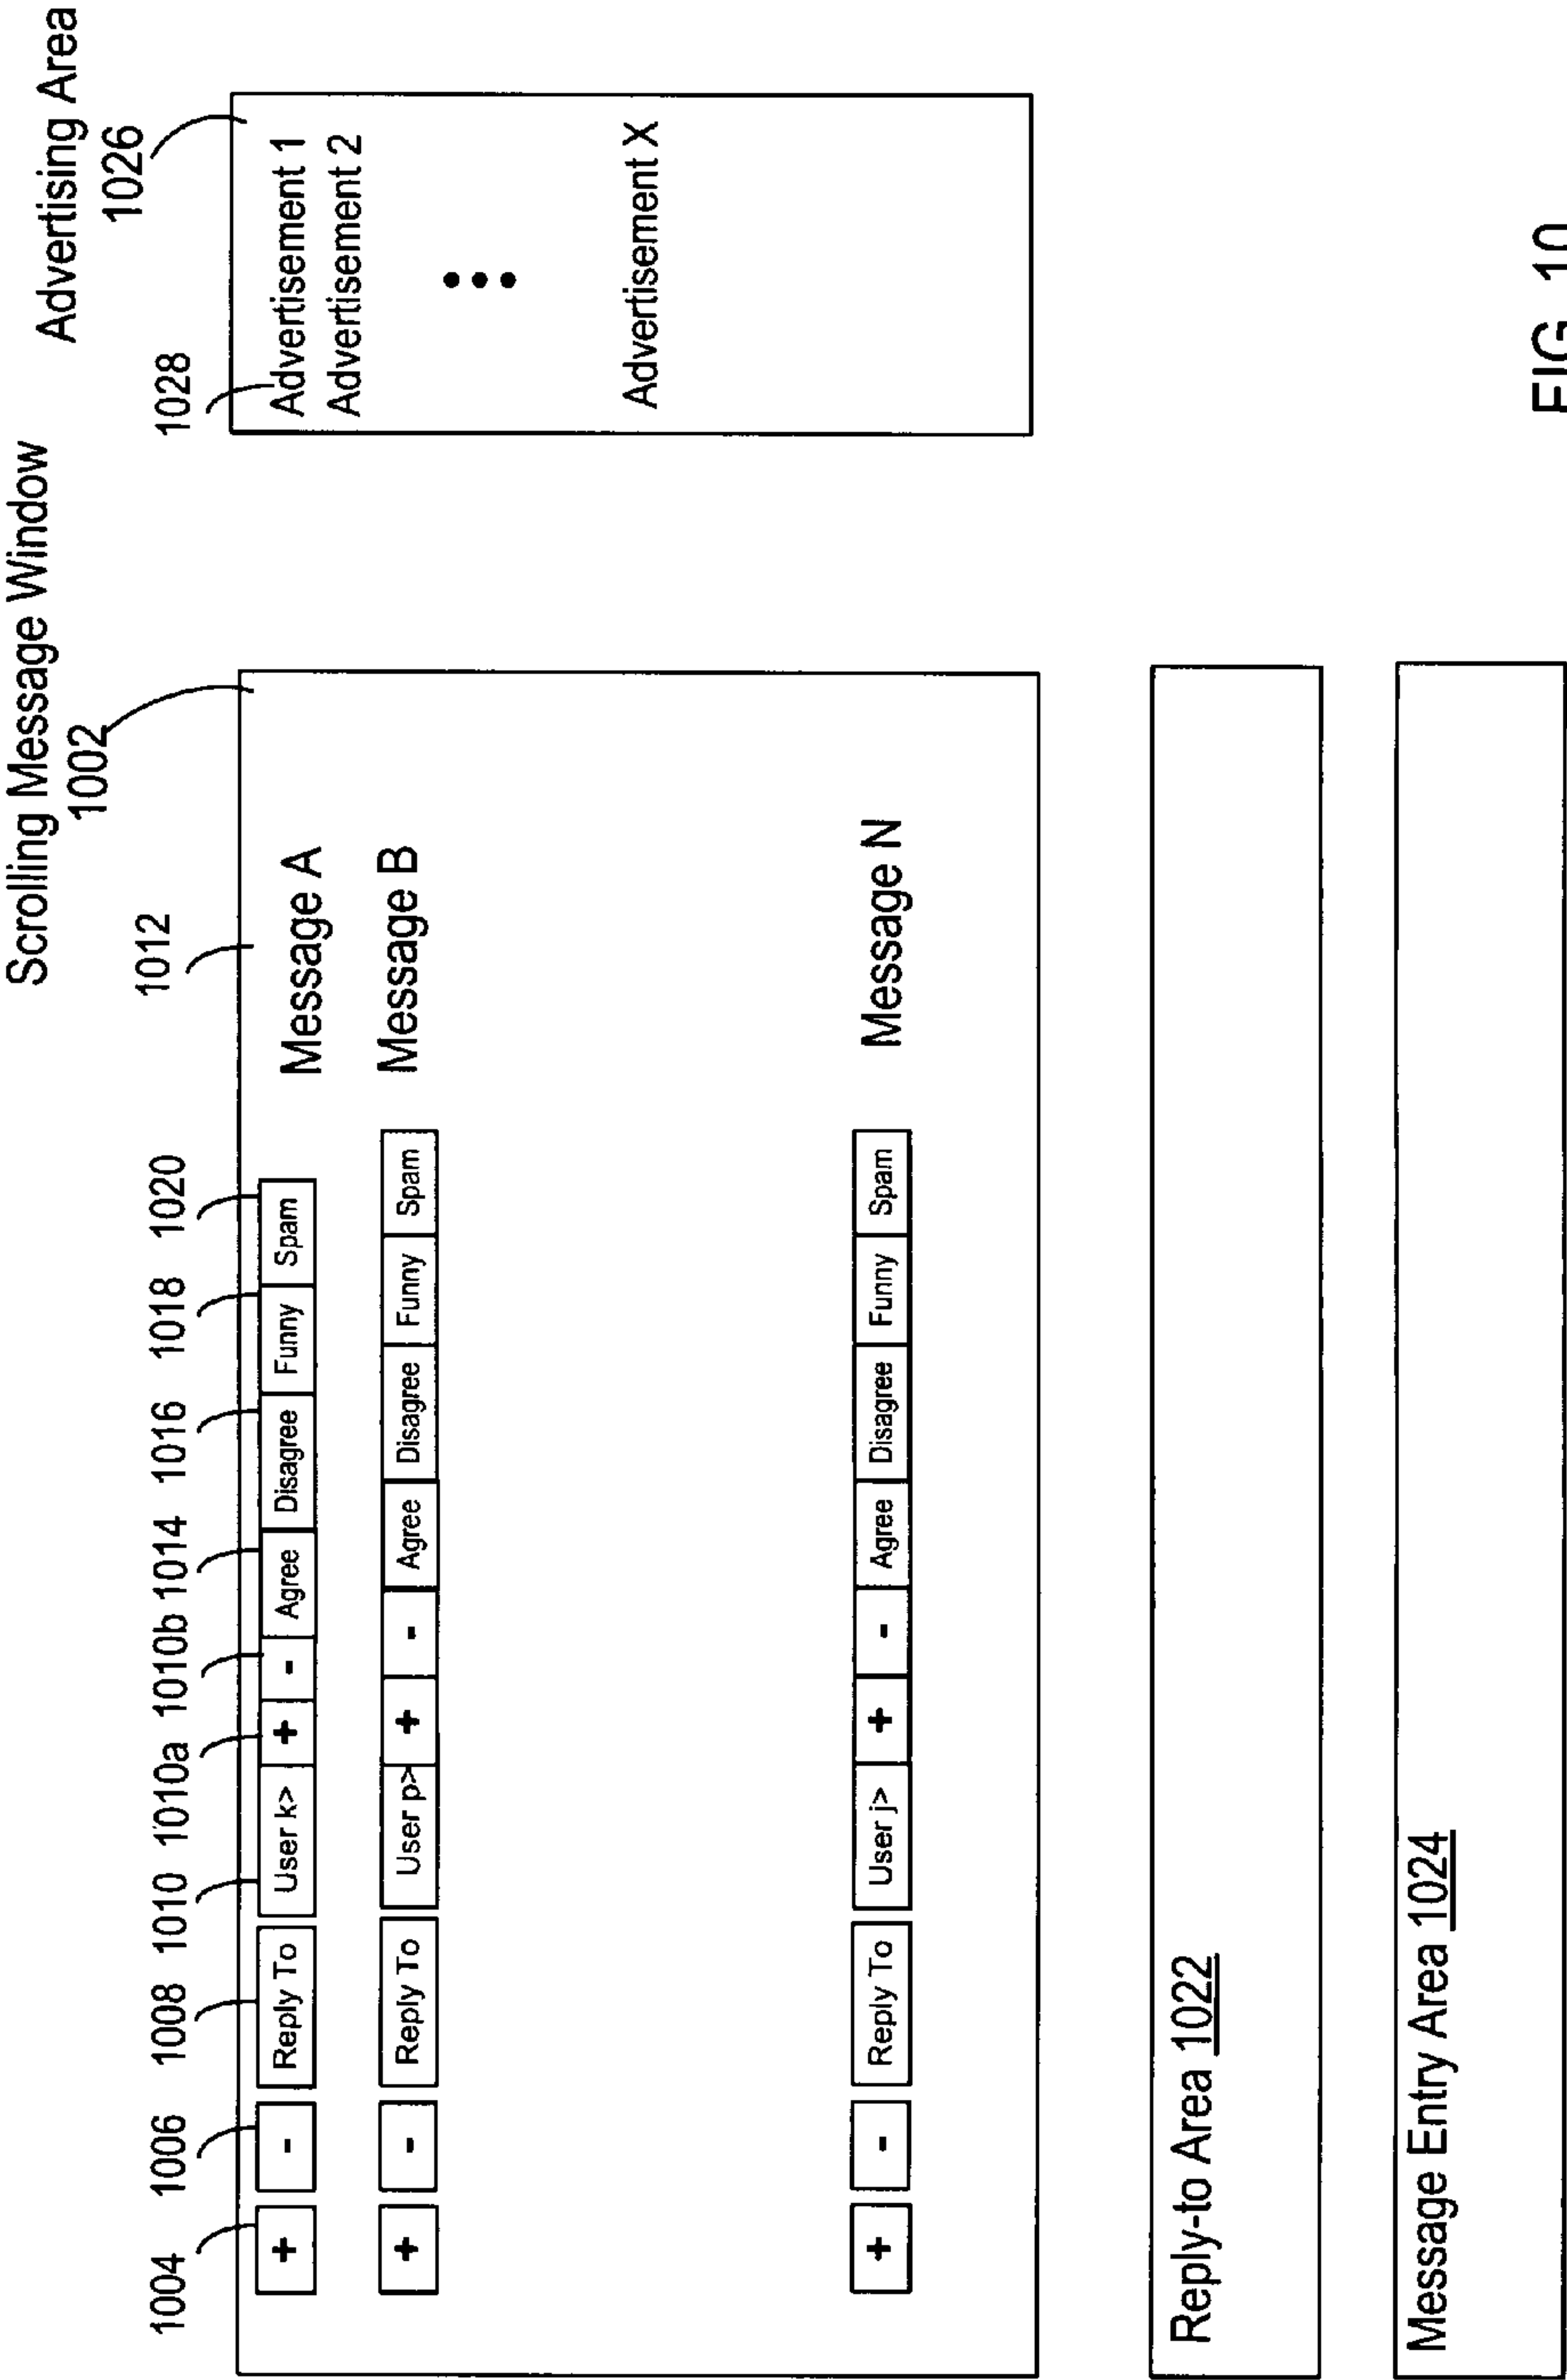 Scrolling Message Window
1002
Advertising Area
1026
1004 1006 1008 1010 1010a 1010b 1014 1016 1018 1020 1012
1028
+ - Reply To User k> + - Agree Disagree Funny Spam Message A
+ - Reply To User p> + - Agree Disagree Funny Spam Message B
+ - Reply To User j> + - Agree Disagree Funny Spam Message N
Advertisement 1
Advertisement 2
Advertisement X
Reply-to Area 1022
Message Entry Area 1024
FIG. 10